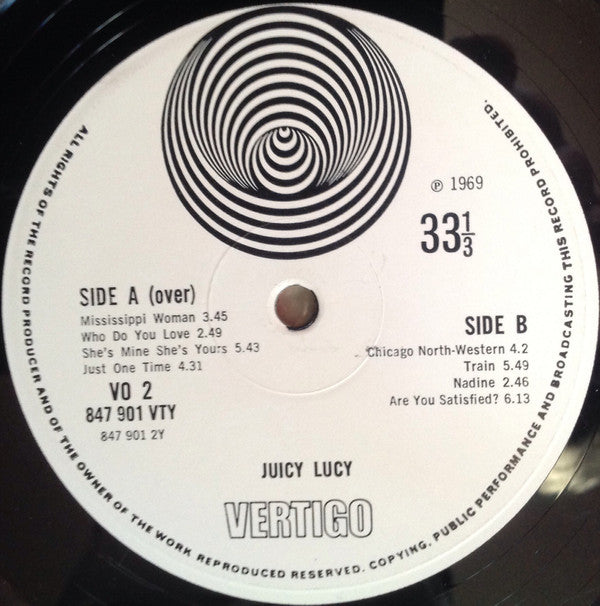 ALL RIGHTS OF THE RECORD PRODUCER AND OF THE OWNER OF THE WORK REPRODUCED RESERVED. COPYING, PUBLIC PERFORMANCE AND BROADCASTING THIS RECORD PROHIBITED.
℗ 1969
33⅓
SIDE A (over)
Mississippi Woman 3.45
Who Do You Love 2.49
She's Mine She's Yours 5.43
Just One Time 4.31
VO 2
847 901 VTY
847 901 2Y
SIDE B
Chicago North-Western 4.2
Train 5.49
Nadine 2.46
Are You Satisfied? 6.13
JUICY LUCY
VERTIGO